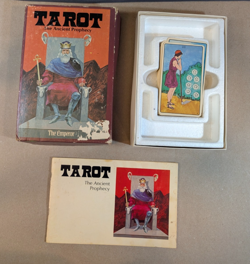 TAROT
The Ancient Prophecy
The Emperor
TAROT
The Ancient
Prophecy